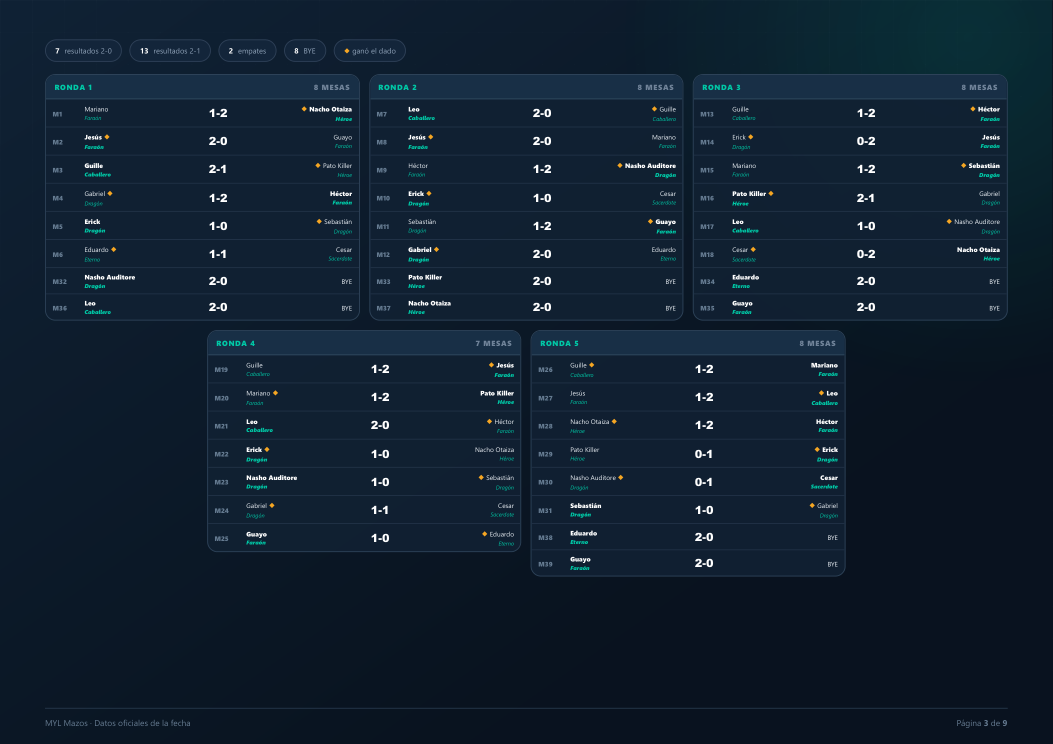 7 resultados 2-0 13 resultados 2-1 2 empates 8 BYE ◆ ganó el dado
RONDA 1 8 MESAS
M1 Mariano 1-2 ◆ Nacho Otaiza
Faraón Héroe
M2 Jesús ◆ 2-0 Guayo
Faraón Faraón
M3 Guille 2-1 ◆ Pato Killer
Caballero Héroe
M4 Gabriel ◆ 1-2 Héctor
Dragón Faraón
M5 Erick 1-0 ◆ Sebastián
Dragón Dragón
M6 Eduardo ◆ 1-1 Cesar
Eterno Sacerdote
M32 Nasho Auditore 2-0 BYE
Dragón
M36 Leo 2-0 BYE
Caballero
RONDA 2 8 MESAS
M7 Leo 2-0 ◆ Guille
Caballero Caballero
M8 Jesús ◆ 2-0 Mariano
Faraón Faraón
M9 Héctor 1-2 ◆ Nasho Auditore
Faraón Dragón
M10 Erick ◆ 1-0 Cesar
Dragón Sacerdote
M11 Sebastián 1-2 ◆ Guayo
Dragón Faraón
M12 Gabriel ◆ 2-0 Eduardo
Dragón Eterno
M33 Pato Killer 2-0 BYE
Héroe
M37 Nacho Otaiza 2-0 BYE
Héroe
RONDA 3 8 MESAS
M13 Guille 1-2 ◆ Héctor
Caballero Faraón
M14 Erick ◆ 0-2 Jesús
Dragón Faraón
M15 Mariano 1-2 ◆ Sebastián
Faraón Dragón
M16 Pato Killer ◆ 2-1 Gabriel
Héroe Dragón
M17 Leo 1-0 ◆ Nasho Auditore
Caballero Dragón
M18 Cesar ◆ 0-2 Nacho Otaiza
Sacerdote Héroe
M34 Eduardo 2-0 BYE
Eterno
M35 Guayo 2-0 BYE
Faraón
RONDA 4 7 MESAS
M19 Guille 1-2 ◆ Jesús
Caballero Faraón
M20 Mariano ◆ 1-2 Pato Killer
Faraón Héroe
M21 Leo 2-0 ◆ Héctor
Caballero Faraón
M22 Erick ◆ 1-0 Nacho Otaiza
Dragón Héroe
M23 Nasho Auditore 1-0 ◆ Sebastián
Dragón Dragón
M24 Gabriel ◆ 1-1 Cesar
Dragón Sacerdote
M25 Guayo 1-0 ◆ Eduardo
Faraón Eterno
RONDA 5 8 MESAS
M26 Guille ◆ 1-2 Mariano
Caballero Faraón
M27 Jesús 1-2 ◆ Leo
Faraón Caballero
M28 Nacho Otaiza ◆ 1-2 Héctor
Héroe Faraón
M29 Pato Killer 0-1 ◆ Erick
Héroe Dragón
M30 Nasho Auditore ◆ 0-1 Cesar
Dragón Sacerdote
M31 Sebastián 1-0 ◆ Gabriel
Dragón Dragón
M38 Eduardo 2-0 BYE
Eterno
M39 Guayo 2-0 BYE
Faraón
MYL Mazos · Datos oficiales de la fecha Página 3 de 9